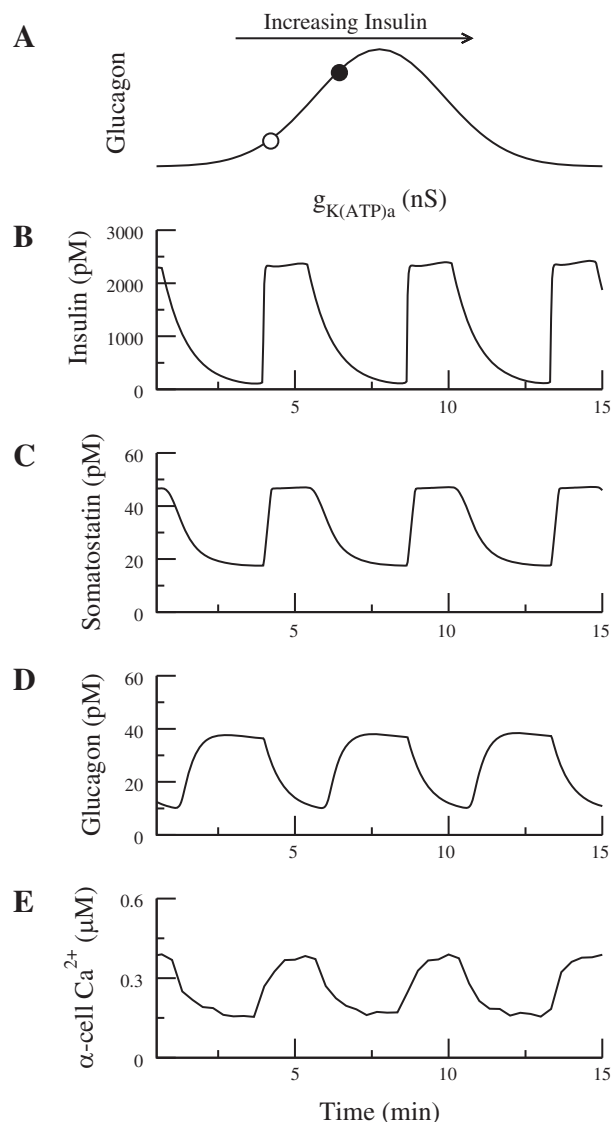 A
Increasing Insulin
Glucagon
g_K(ATP)a (nS)
B
Insulin (pM)
3000
2000
1000
0
5
10
15
C
Somatostatin (pM)
60
40
20
0
5
10
15
D
Glucagon (pM)
60
40
20
0
5
10
15
E
α-cell Ca²⁺ (μM)
0.6
0.3
0
5
10
15
Time (min)